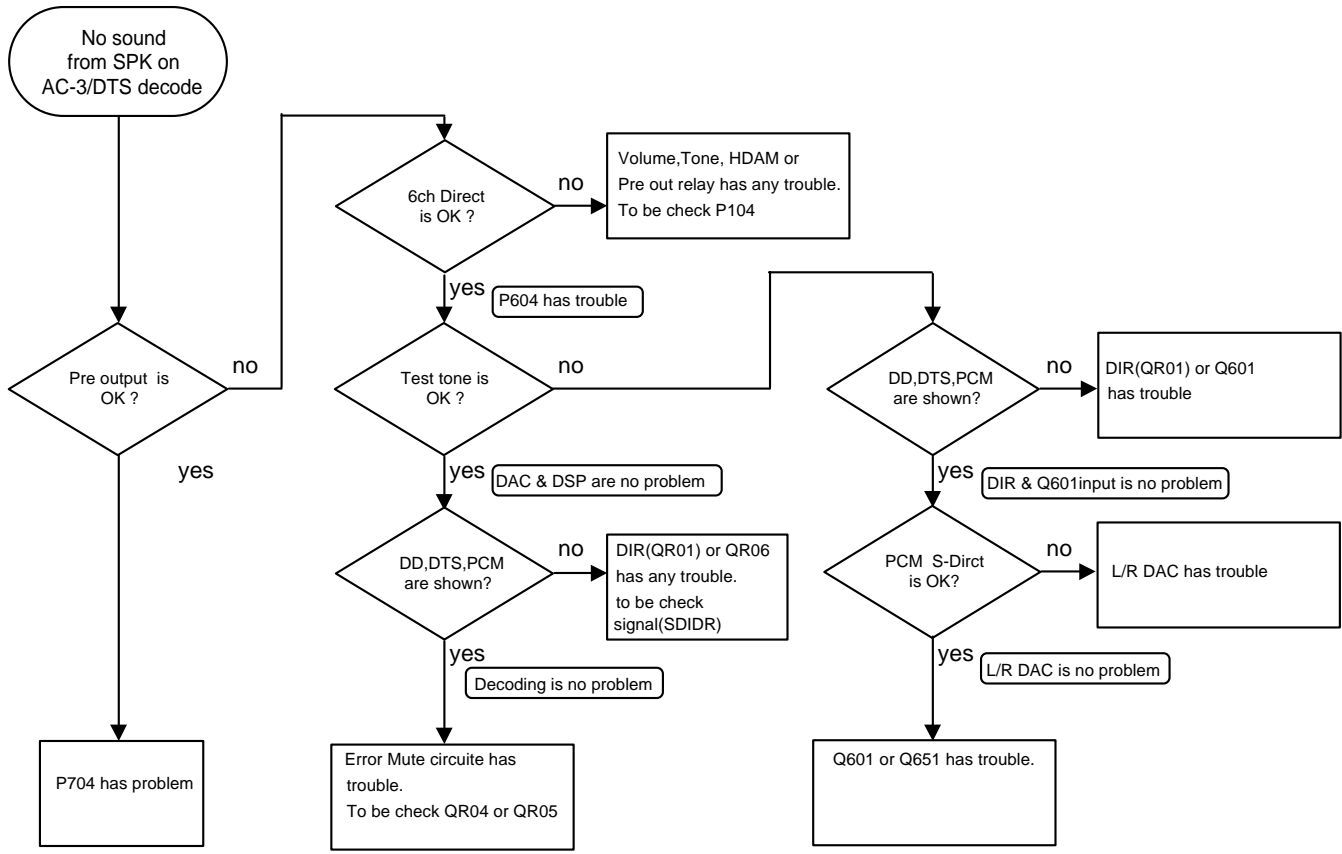 No sound
from SPK on
AC-3/DTS decode
Pre output is
OK ?
no
yes
P704 has problem
6ch Direct
is OK ?
no
Volume,Tone, HDAM or
Pre out relay has any trouble.
To be check P104
yes
P604 has trouble
Test tone is
OK ?
no
yes
DAC & DSP are no problem
DD,DTS,PCM
are shown?
no
DIR(QR01) or QR06
has any trouble.
to be check
signal(SDIDR)
yes
Decoding is no problem
Error Mute circuite has
trouble.
To be check QR04 or QR05
DD,DTS,PCM
are shown?
no
DIR(QR01) or Q601
has trouble
yes
DIR & Q601input is no problem
PCM S-Dirct
is OK?
no
L/R DAC has trouble
yes
L/R DAC is no problem
Q601 or Q651 has trouble.